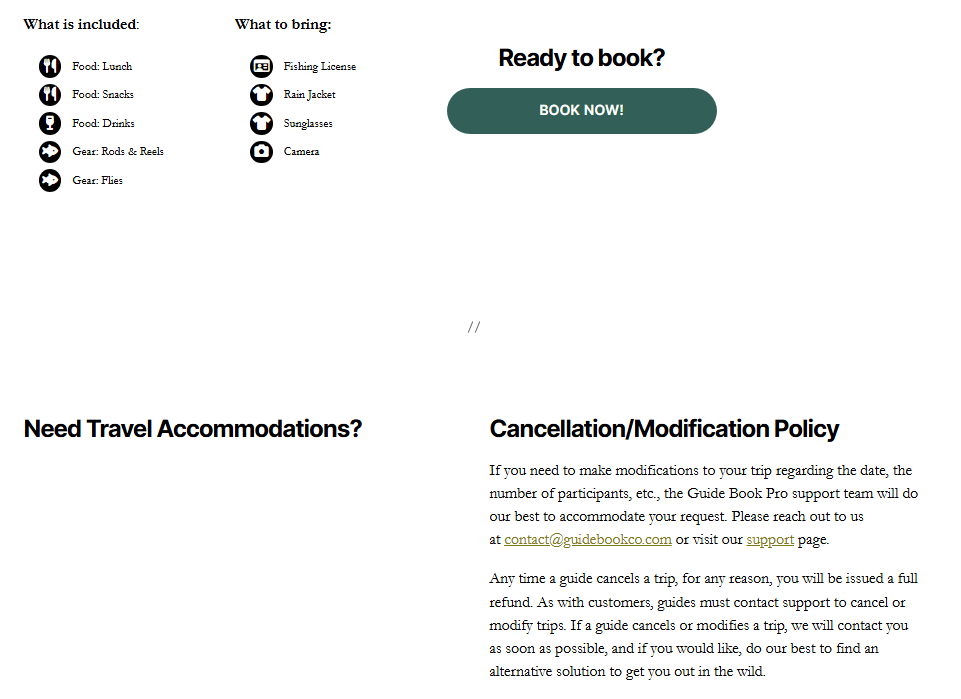 What is included:
Food: Lunch
Food: Snacks
Food: Drinks
Gear: Rods & Reels
Gear: Flies
What to bring:
Fishing License
Rain Jacket
Sunglasses
Camera
Ready to book?
BOOK NOW!
//
Need Travel Accommodations?
Cancellation/Modification Policy
If you need to make modifications to your trip regarding the date, the
number of participants, etc., the Guide Book Pro support team will do
our best to accommodate your request. Please reach out to us
at contact@guidebookco.com or visit our support page.
Any time a guide cancels a trip, for any reason, you will be issued a full
refund. As with customers, guides must contact support to cancel or
modify trips. If a guide cancels or modifies a trip, we will contact you
as soon as possible, and if you would like, do our best to find an
alternative solution to get you out in the wild.